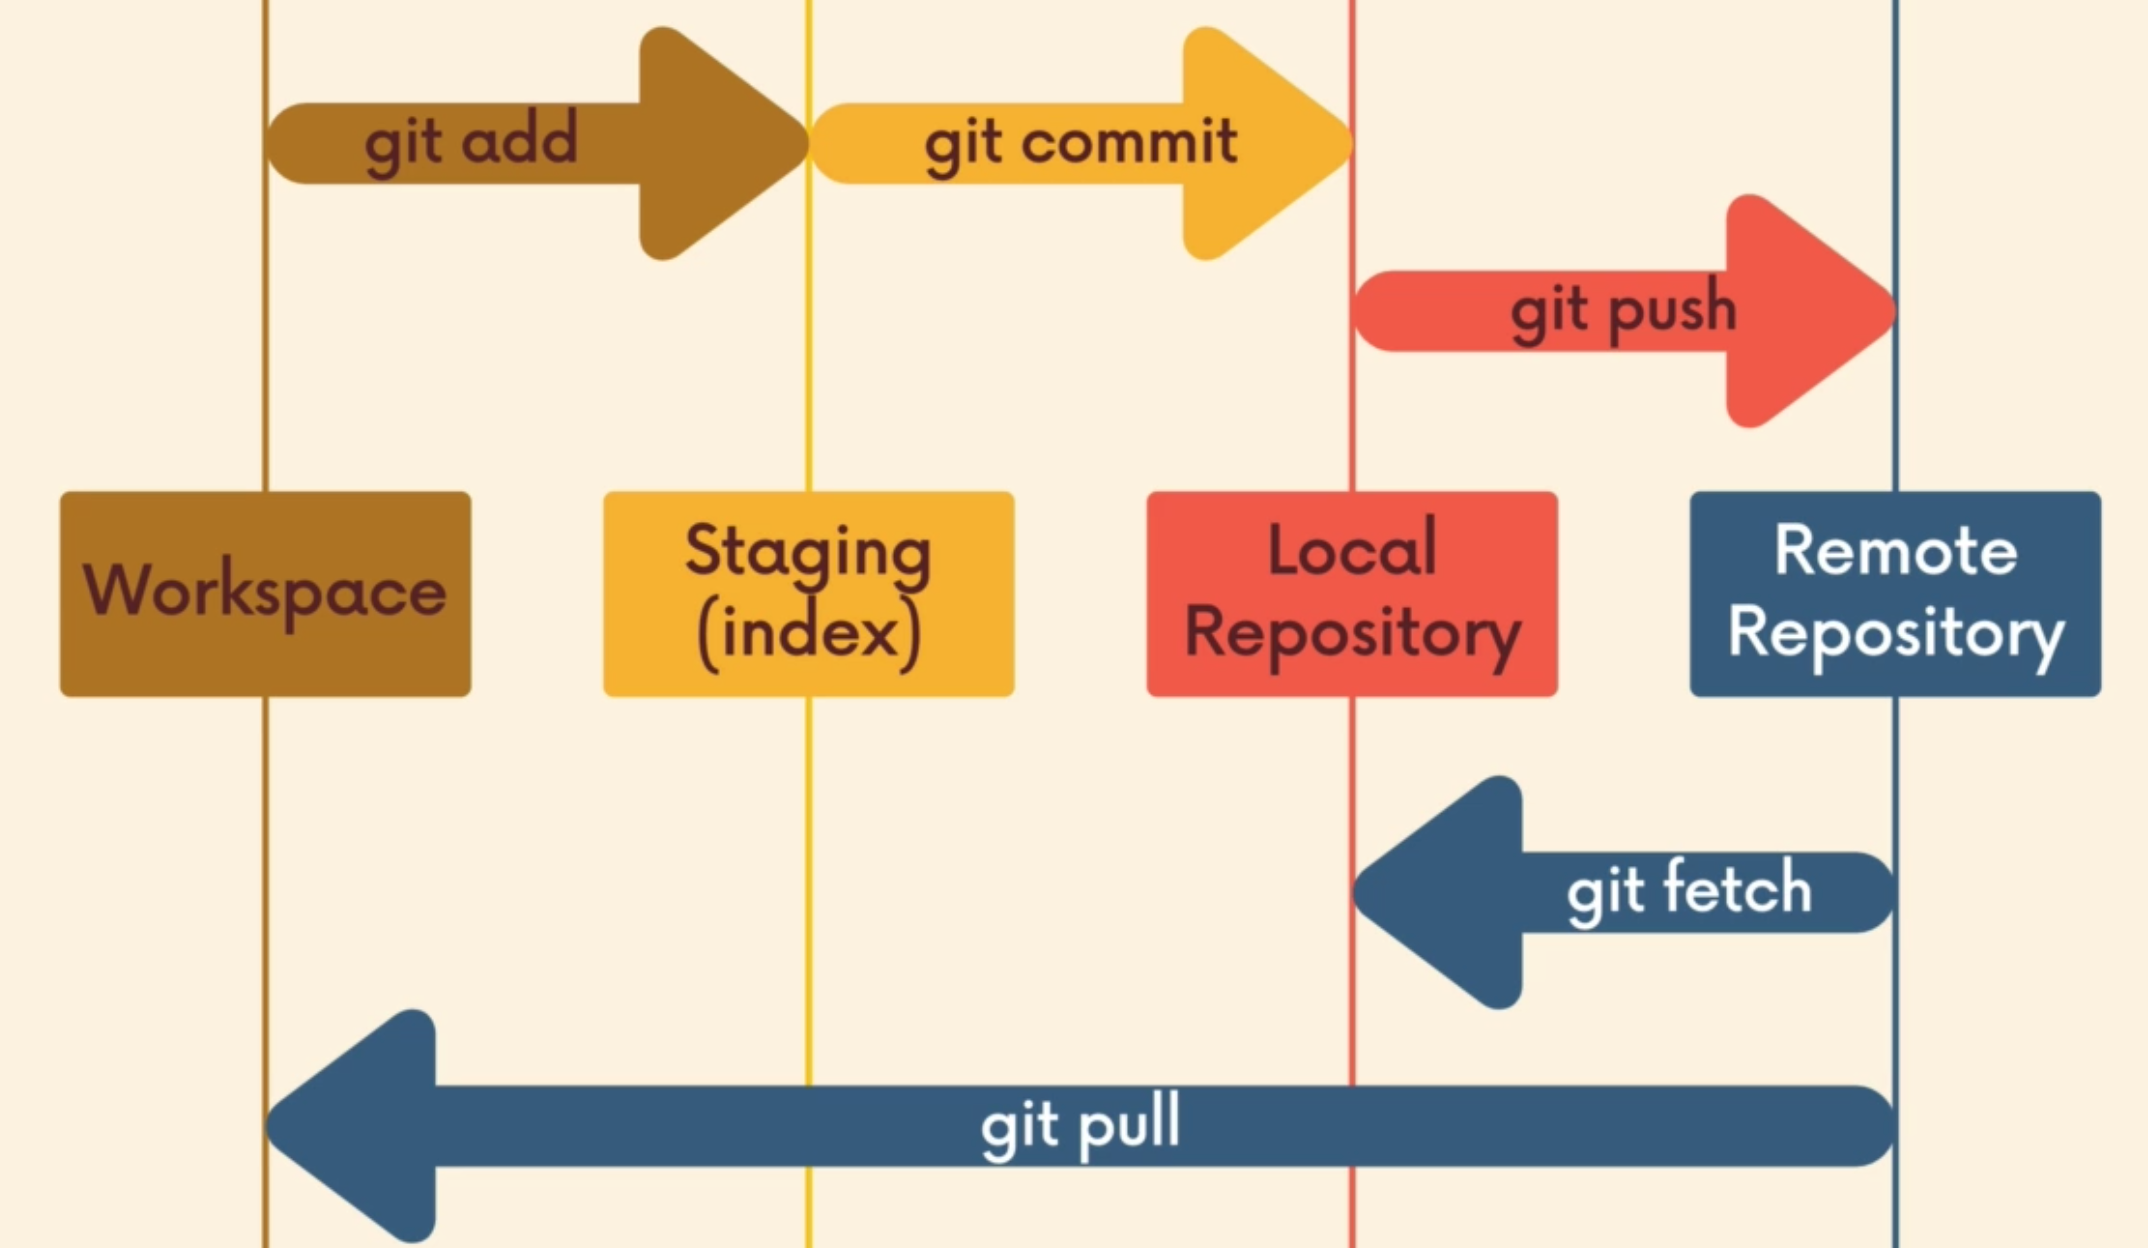 git add
git commit
git push
Workspace
Staging
(index)
Local
Repository
Remote
Repository
git fetch
git pull